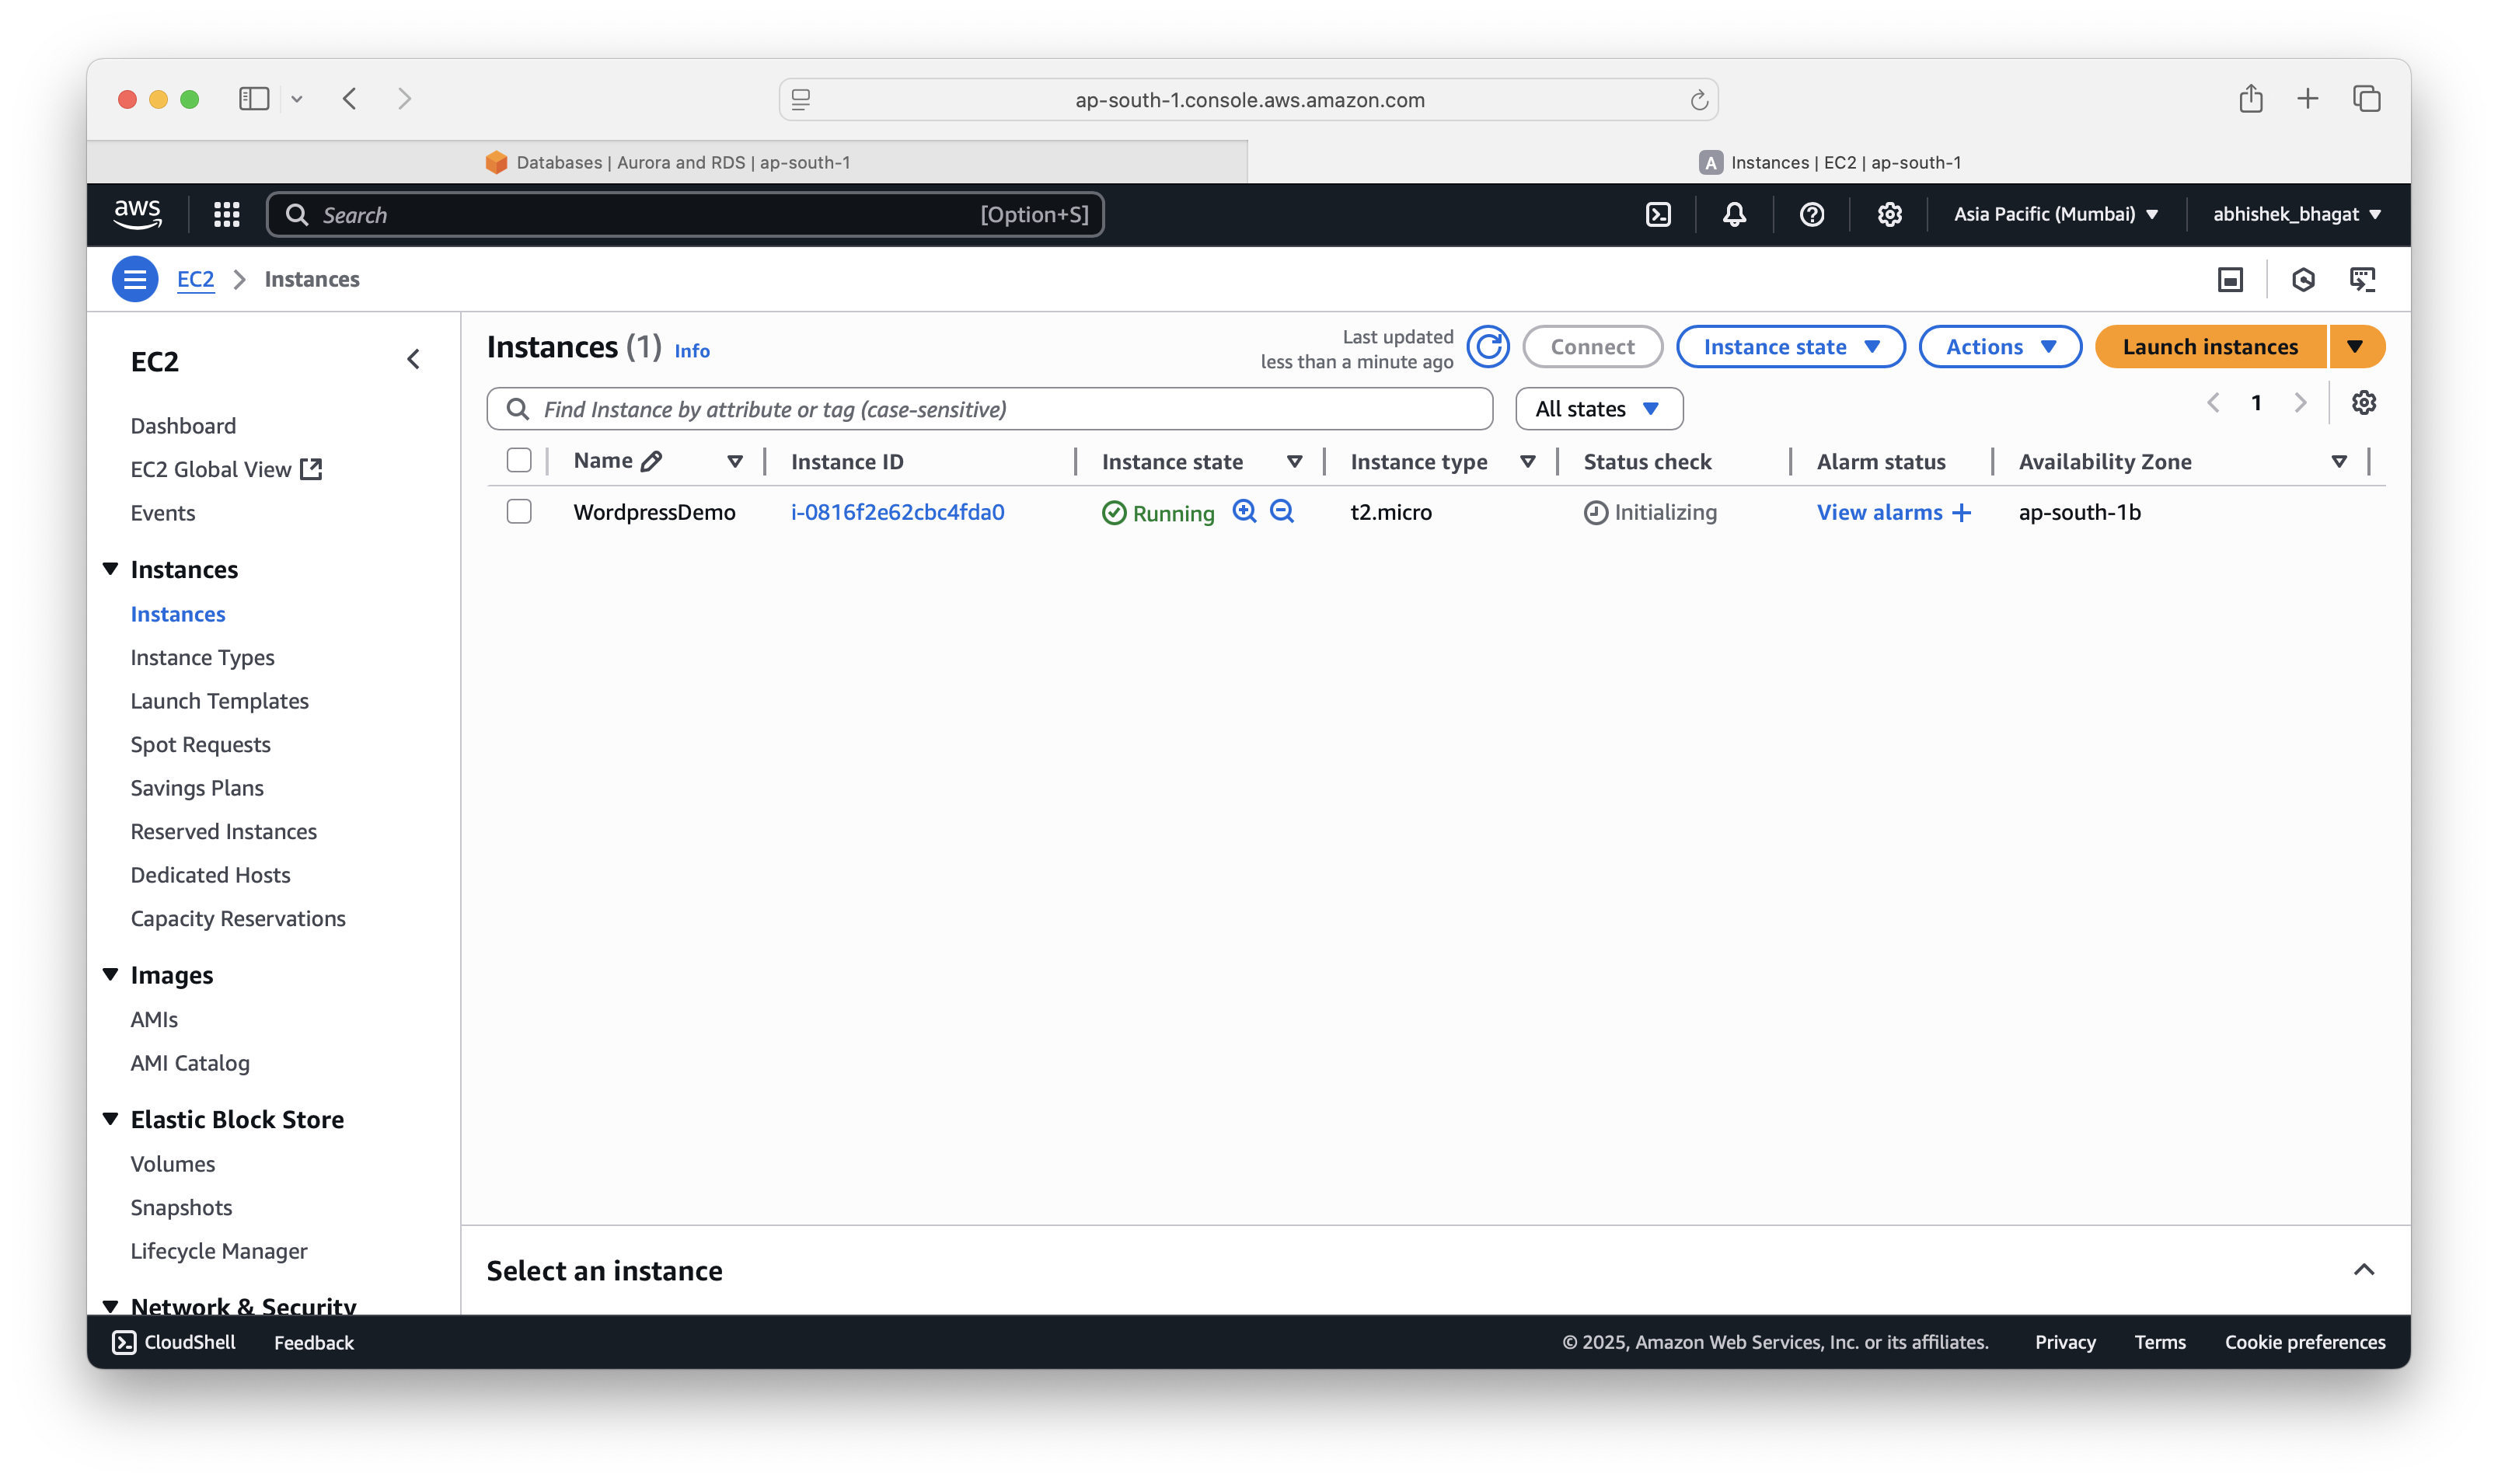 ap-south-1.console.aws.amazon.com
Databases | Aurora and RDS | ap-south-1
A Instances | EC2 | ap-south-1
aws
Search [Option+S]
Asia Pacific (Mumbai)
abhishek_bhagat
EC2 Instances
EC2
Dashboard
EC2 Global View
Events
Instances
Instances
Instance Types
Launch Templates
Spot Requests
Savings Plans
Reserved Instances
Dedicated Hosts
Capacity Reservations
Images
AMIs
AMI Catalog
Elastic Block Store
Volumes
Snapshots
Lifecycle Manager
Network & Security
Instances (1) Info
Last updated
less than a minute ago
Connect
Instance state
Actions
Launch instances
Find Instance by attribute or tag (case-sensitive)
All states
1
Name Instance ID Instance state Instance type Status check Alarm status Availability Zone
WordpressDemo i-0816f2e62cbc4fda0 Running t2.micro Initializing View alarms + ap-south-1b
Select an instance
CloudShell Feedback
© 2025, Amazon Web Services, Inc. or its affiliates. Privacy Terms Cookie preferences